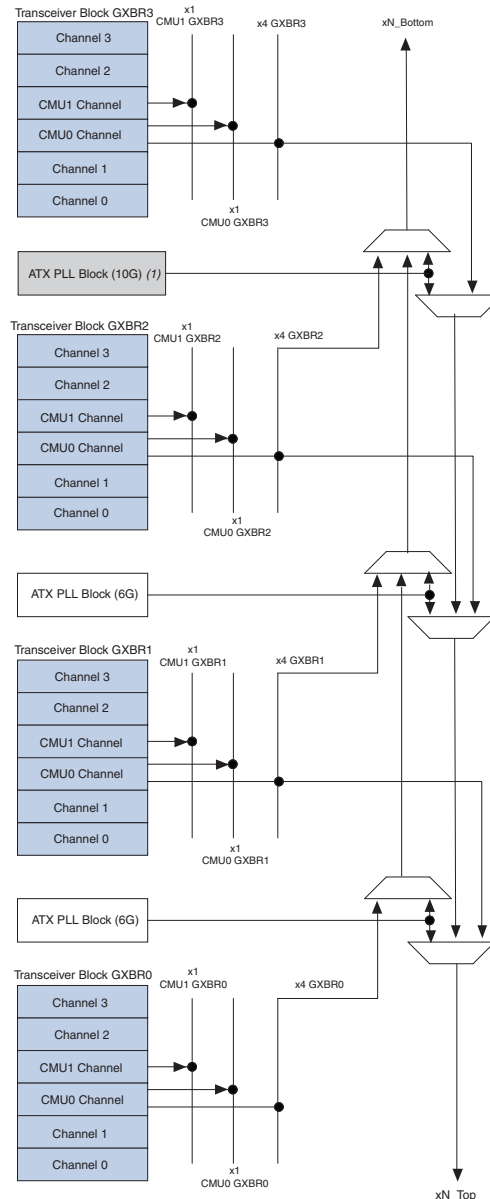 x1
CMU1 GXBR3
x4 GXBR3
xN_Bottom
Transceiver Block GXBR3
Channel 3
Channel 2
CMU1 Channel
CMU0 Channel
Channel 1
Channel 0
x1
CMU0 GXBR3
ATX PLL Block (10G) (1)
Transceiver Block GXBR2
x1
CMU1 GXBR2
x4 GXBR2
Channel 3
Channel 2
CMU1 Channel
CMU0 Channel
Channel 1
Channel 0
x1
CMU0 GXBR2
ATX PLL Block (6G)
Transceiver Block GXBR1
x1
CMU1 GXBR1
x4 GXBR1
Channel 3
Channel 2
CMU1 Channel
CMU0 Channel
Channel 1
Channel 0
x1
CMU0 GXBR1
ATX PLL Block (6G)
Transceiver Block GXBR0
x1
CMU1 GXBR0
x4 GXBR0
Channel 3
Channel 2
CMU1 Channel
CMU0 Channel
Channel 1
Channel 0
x1
CMU0 GXBR0
xN_Top